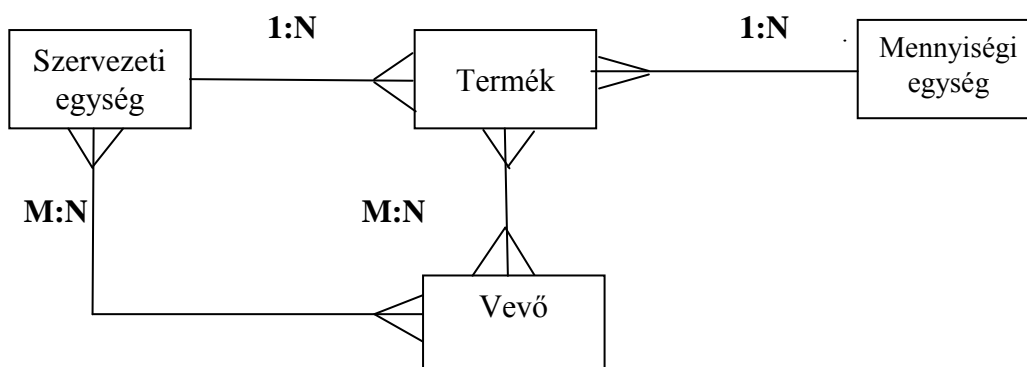 1:N
1:N
Szervezeti
egység
Termék
Mennyiségi
egység
M:N
M:N
Vevő